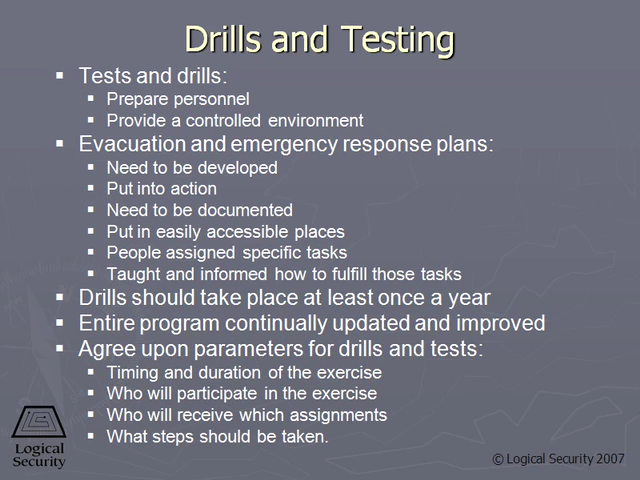 Drills and Testing
Tests and drills:
Prepare personnel
Provide a controlled environment
Evacuation and emergency response plans:
Need to be developed
Put into action
Need to be documented
Put in easily accessible places
People assigned specific tasks
Taught and informed how to fulfill those tasks
Drills should take place at least once a year
Entire program continually updated and improved
Agree upon parameters for drills and tests:
Timing and duration of the exercise
Who will participate in the exercise
Who will receive which assignments
What steps should be taken.
Logical
Security
© Logical Security 2007